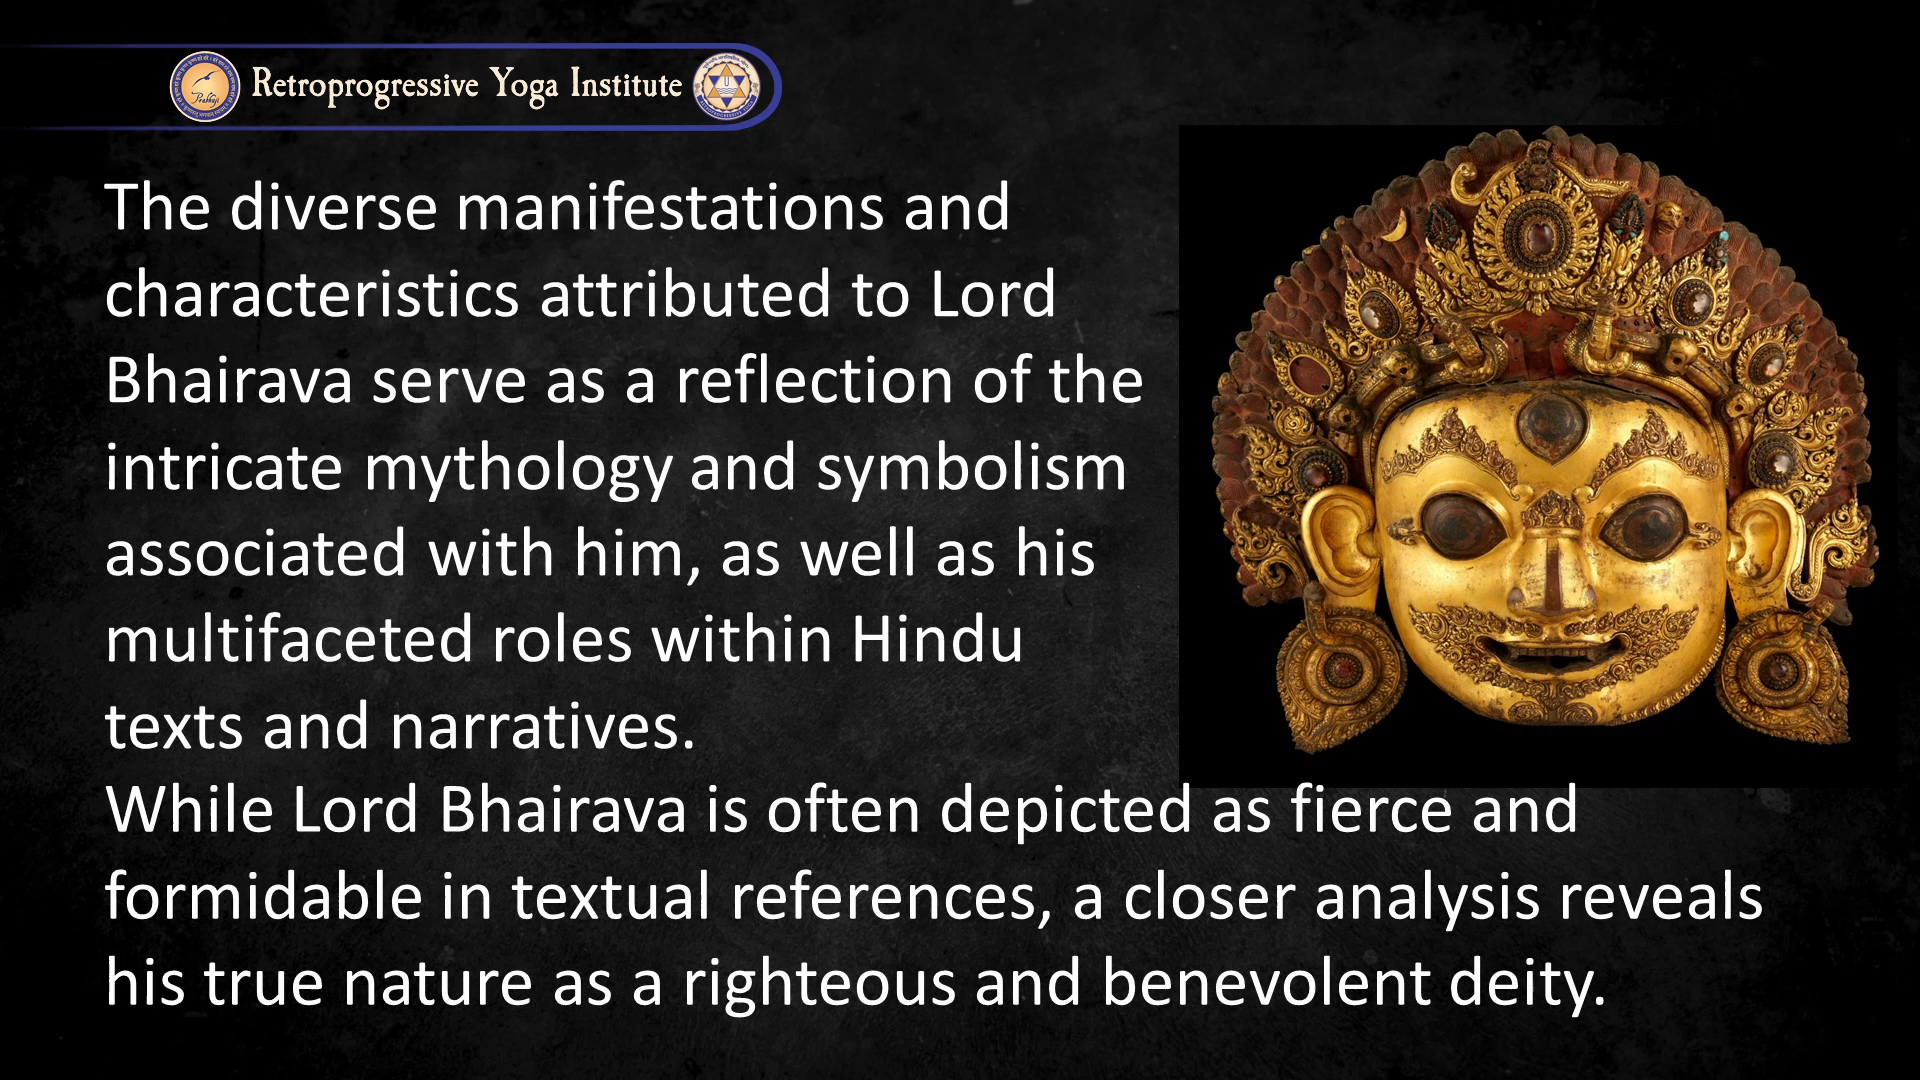 Prabhuji
Retroprogressive Yoga Institute
The diverse manifestations and
characteristics attributed to Lord
Bhairava serve as a reflection of the
intricate mythology and symbolism
associated with him, as well as his
multifaceted roles within Hindu
texts and narratives.
While Lord Bhairava is often depicted as fierce and
formidable in textual references, a closer analysis reveals
his true nature as a righteous and benevolent deity.